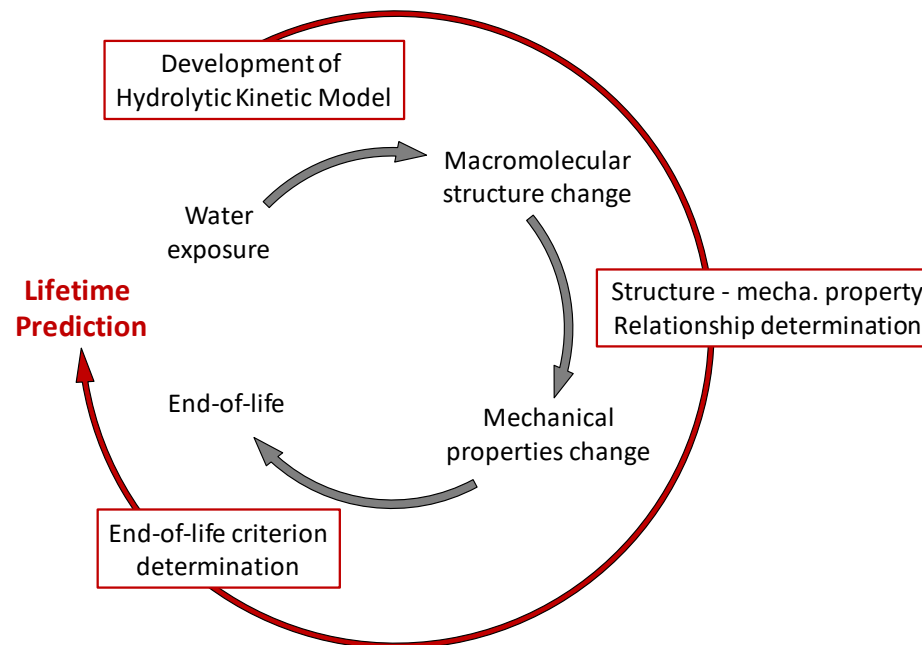 Development of
Hydrolytic Kinetic Model
Macromolecular
structure change
Water
exposure
Lifetime
Prediction
Structure - mecha. property
Relationship determination
End-of-life
Mechanical
properties change
End-of-life criterion
determination